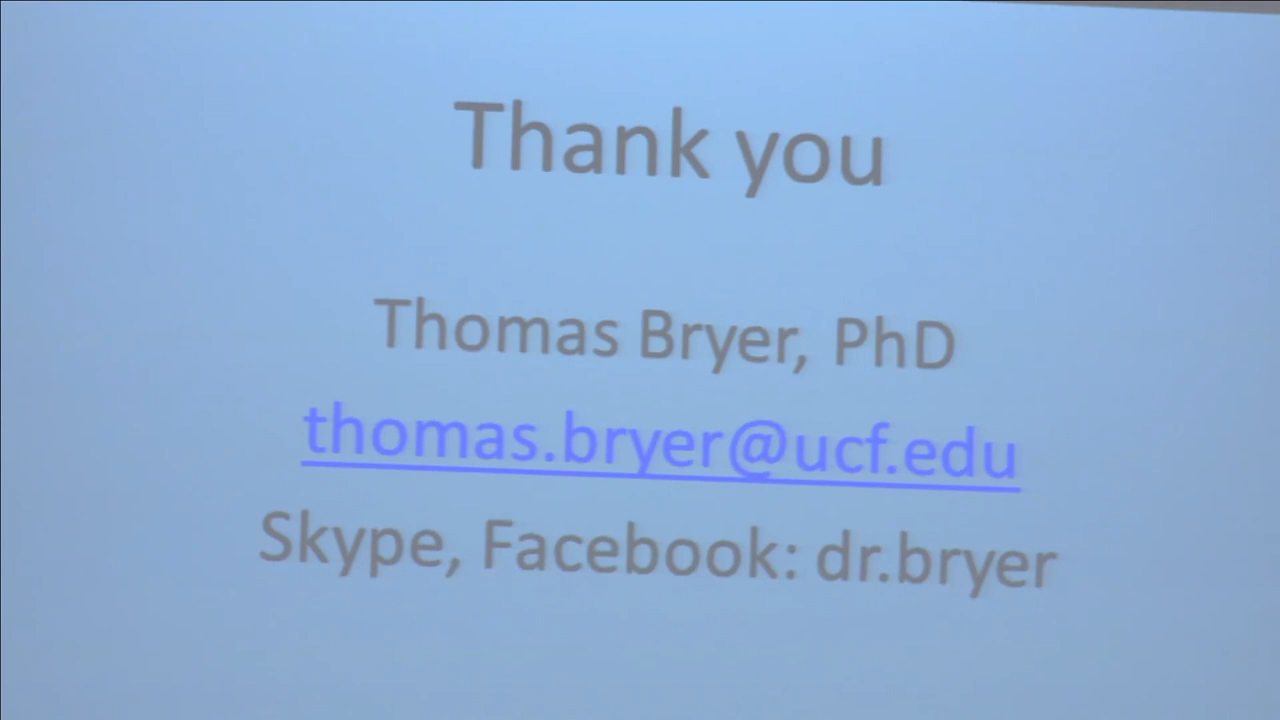 Thank you
Thomas Bryer, PhD
thomas.bryer@ucf.edu
Skype, Facebook: dr.bryer